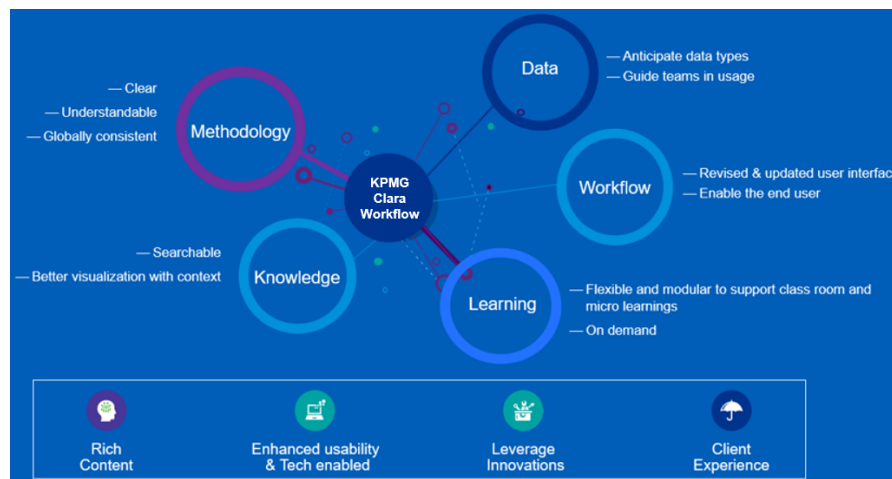 Methodology
— Clear
— Understandable
— Globally consistent
Data
— Anticipate data types
— Guide teams in usage
KPMG
Clara
Workflow
Workflow
— Revised & updated user interfac
— Enable the end user
Knowledge
— Searchable
— Better visualization with context
Learning
— Flexible and modular to support class room and
micro learnings
— On demand
Rich
Content
Enhanced usability
& Tech enabled
Leverage
Innovations
Client
Experience